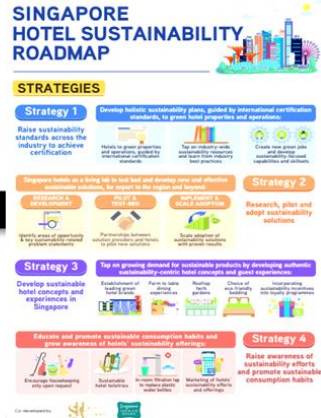 SINGAPORE
HOTEL SUSTAINABILITY
ROADMAP
STRATEGIES
Strategy 1
Raise sustainability
standards across the
industry to achieve
certification
Develop holistic sustainability plans, guided by international certification
standards, to green hotel properties and operations:
Hotels to green properties
and operations, guided by
international certification
standards
Tap on industry-wide
sustainability resources
and learn from industry
best practices
Create new green jobs
and develop
sustainability-focused
capabilities and skillsets
Singapore hotels as a living lab to test bed and develop new and effective
sustainable solutions, for export to the region and beyond:
RESEARCH &
DEVELOPMENT
Identify areas of opportunity
& key sustainability-related
problem statements
PILOT &
TEST-BED
Partnerships between
solution providers and hotels
to pilot new solutions
IMPLEMENT &
SCALE ADOPTION
Scale adoption of
sustainability solutions
with proven results
Strategy 2
Research, pilot and
adopt sustainability
solutions
Strategy 3
Develop sustainable
hotel concepts and
experiences in
Singapore
Tap on growing demand for sustainable products by developing authentic
sustainability-centric hotel concepts and guest experiences:
Establishment of
leading green
hotel brands
Farm to table
dining
experiences
Rooftop
herb
gardens
Choice of
eco-friendly
bedding
Incorporating
sustainability incentives
into loyalty programmes
Educate and promote sustainable consumption habits and
grow awareness of hotels' sustainability offerings:
Encourage housekeeping
only upon request
Sustainable
hotel toiletries
In-room filtration tap
to replace plastic
water bottles
Marketing of hotels'
sustainability efforts
and offerings
Strategy 4
Raise awareness of
sustainability efforts
and promote sustainable
consumption habits
Co-developed by: